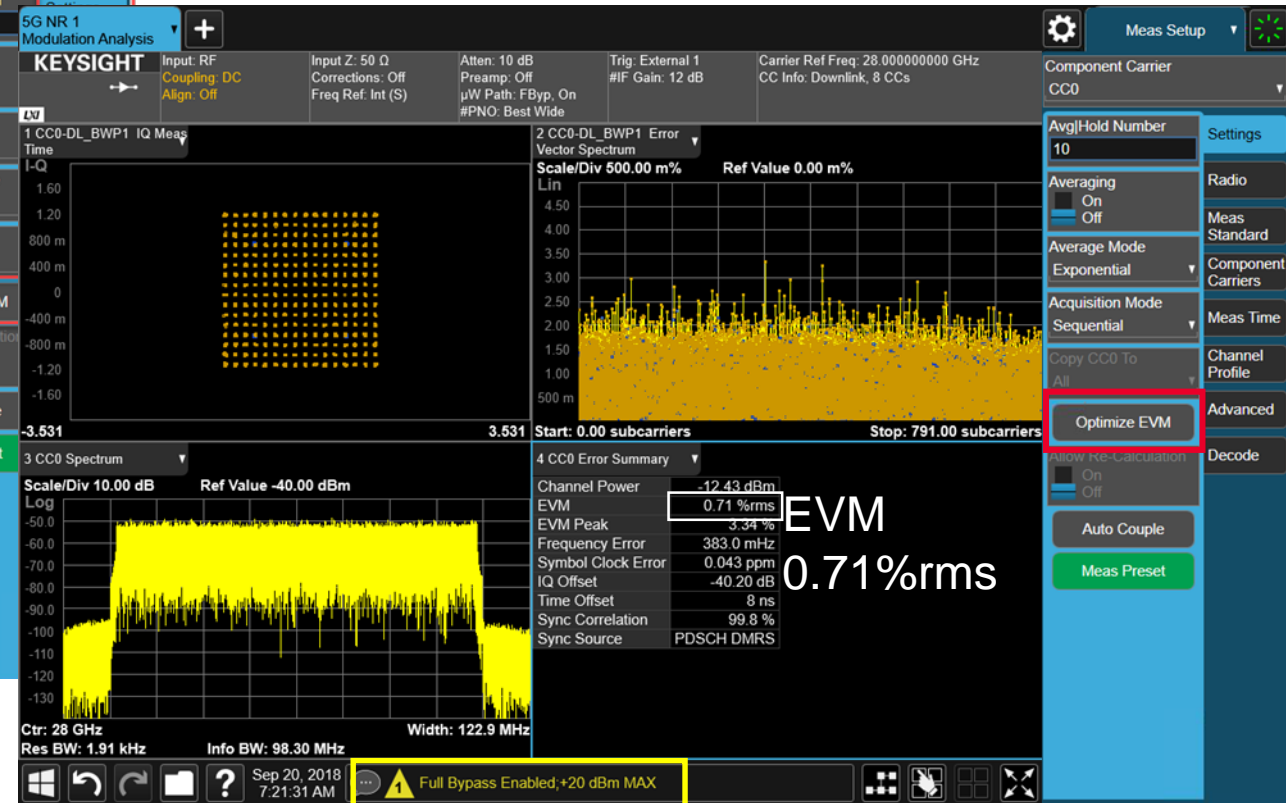 5G NR 1
Modulation Analysis
+
Meas Setup
KEYSIGHT
LXI
Input: RF
Coupling: DC
Align: Off
Input Z: 50 Ω
Corrections: Off
Freq Ref: Int (S)
Atten: 10 dB
Preamp: Off
µW Path: FByp, On
#PNO: Best Wide
Trig: External 1
#IF Gain: 12 dB
Carrier Ref Freq: 28.000000000 GHz
CC Info: Downlink, 8 CCs
Component Carrier
CC0
1 CC0-DL_BWP1 IQ Meas
Time
I-Q
1.60
1.20
800 m
400 m
0
-400 m
-800 m
-1.20
-1.60
-3.531
3.531
2 CC0-DL_BWP1 Error
Vector Spectrum
Scale/Div 500.00 m%
Ref Value 0.00 m%
Lin
4.50
4.00
3.50
3.00
2.50
2.00
1.50
1.00
500 m
Start: 0.00 subcarriers
Stop: 791.00 subcarriers
3 CC0 Spectrum
Scale/Div 10.00 dB
Ref Value -40.00 dBm
Log
-50.0
-60.0
-70.0
-80.0
-90.0
-100
-110
-120
-130
Ctr: 28 GHz
Width: 122.9 MHz
Res BW: 1.91 kHz
Info BW: 98.30 MHz
4 CC0 Error Summary
Channel Power -12.43 dBm
EVM 0.71 %rms
EVM Peak 3.34 %
Frequency Error 383.0 mHz
Symbol Clock Error 0.043 ppm
IQ Offset -40.20 dB
Time Offset 8 ns
Sync Correlation 99.8 %
Sync Source PDSCH DMRS
EVM
0.71%rms
Avg|Hold Number
10
Averaging
On
Off
Average Mode
Exponential
Acquisition Mode
Sequential
Copy CC0 To
All
Optimize EVM
Allow Re-Calculation
On
Off
Auto Couple
Meas Preset
Settings
Radio
Meas
Standard
Component
Carriers
Meas Time
Channel
Profile
Advanced
Decode
?
Sep 20, 2018
7:21:31 AM
1
Full Bypass Enabled;+20 dBm MAX